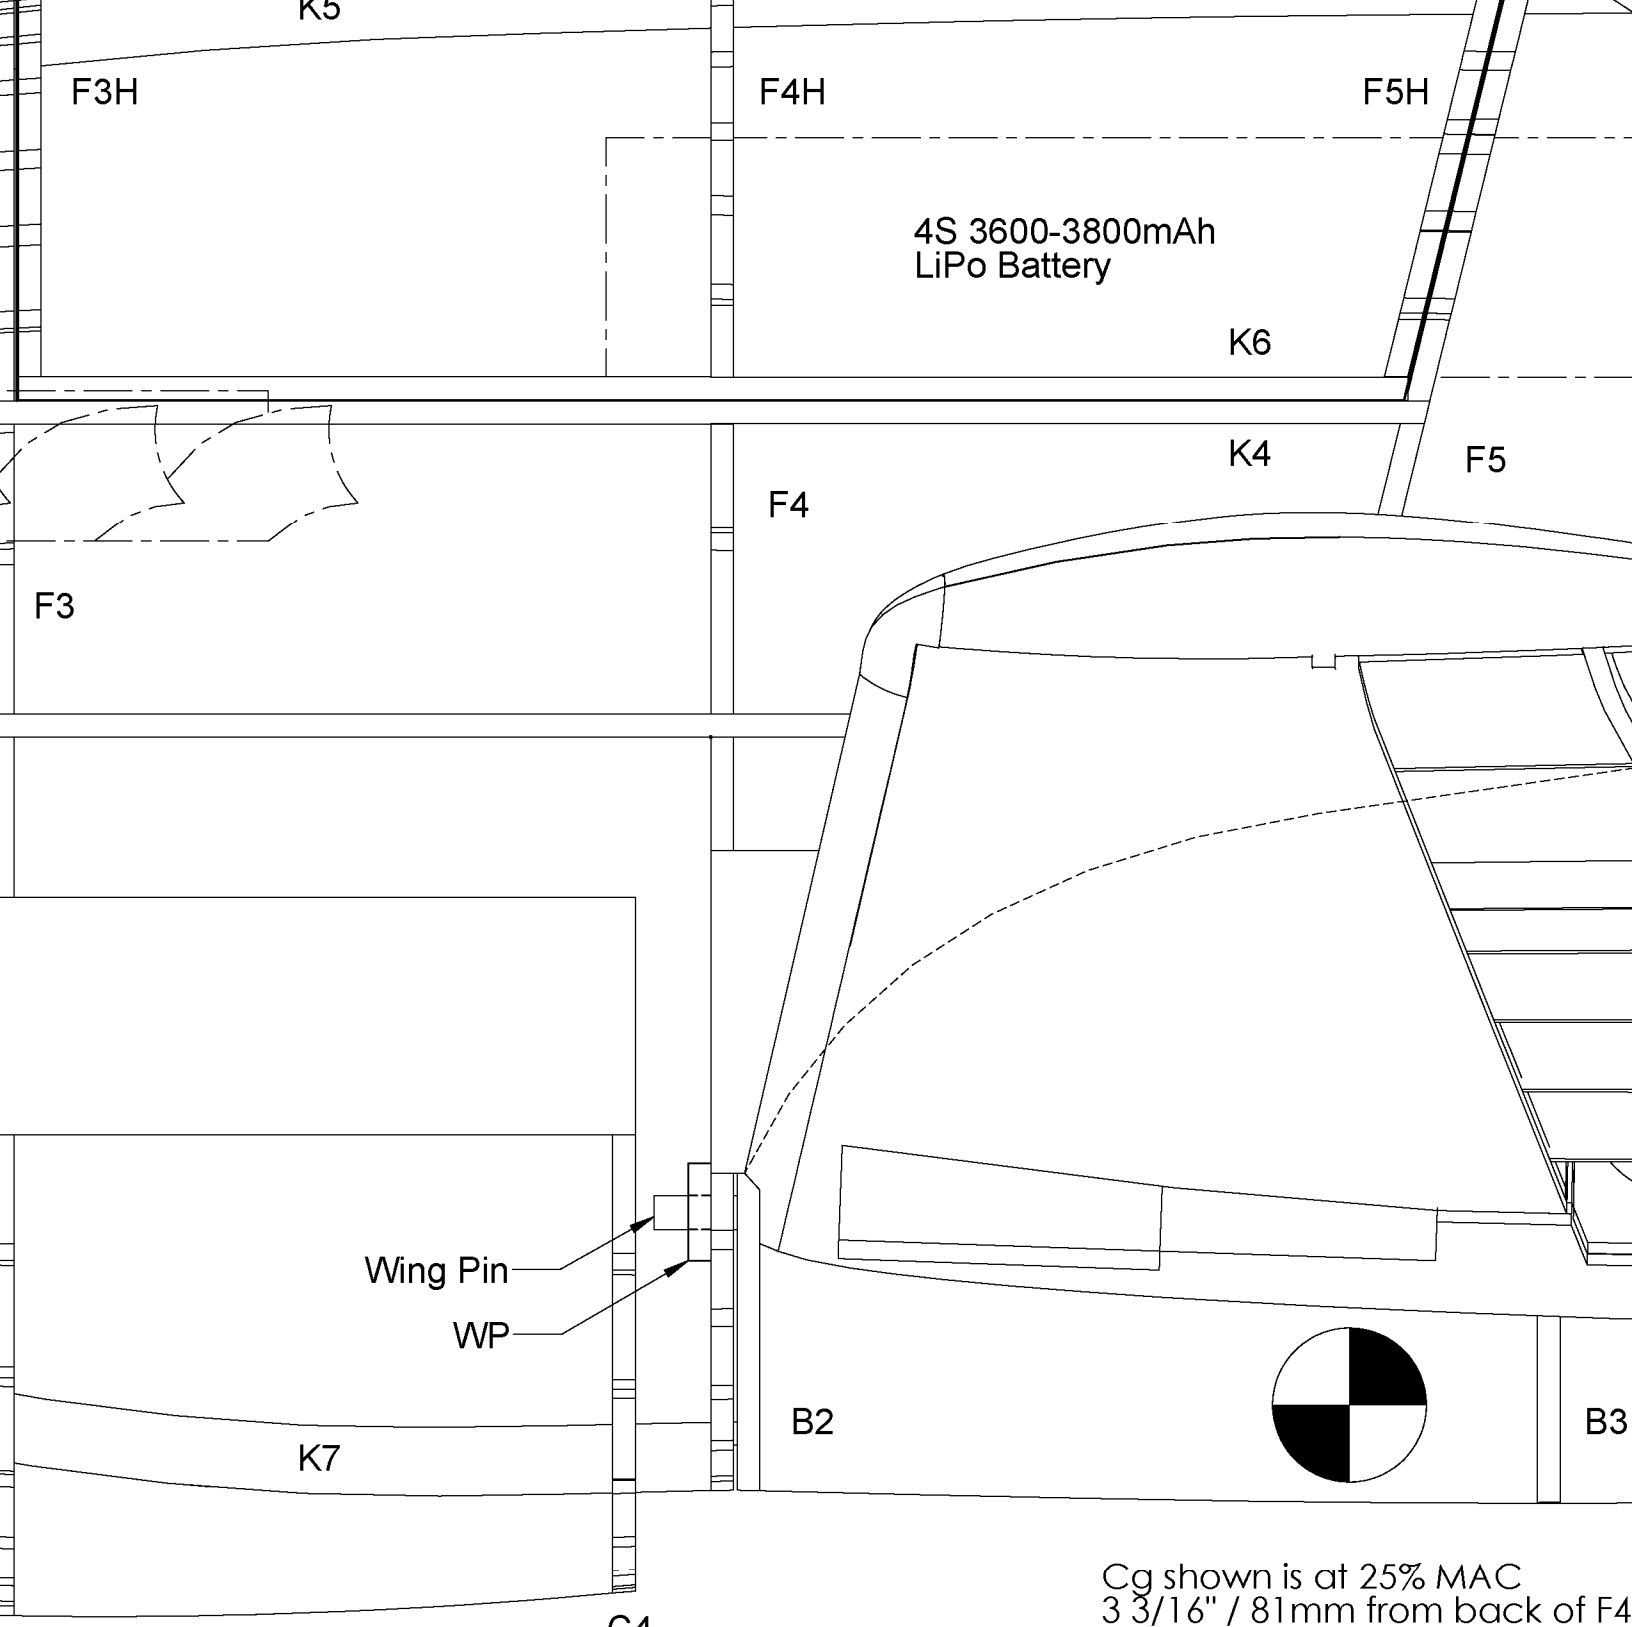 K5
F3H
F4H
F5H
4S 3600-3800mAh
LiPo Battery
K6
K4
F5
F4
F3
Wing Pin
WP
B2
B3
K7
Cg shown is at 25% MAC
3 3/16" / 81mm from back of F4